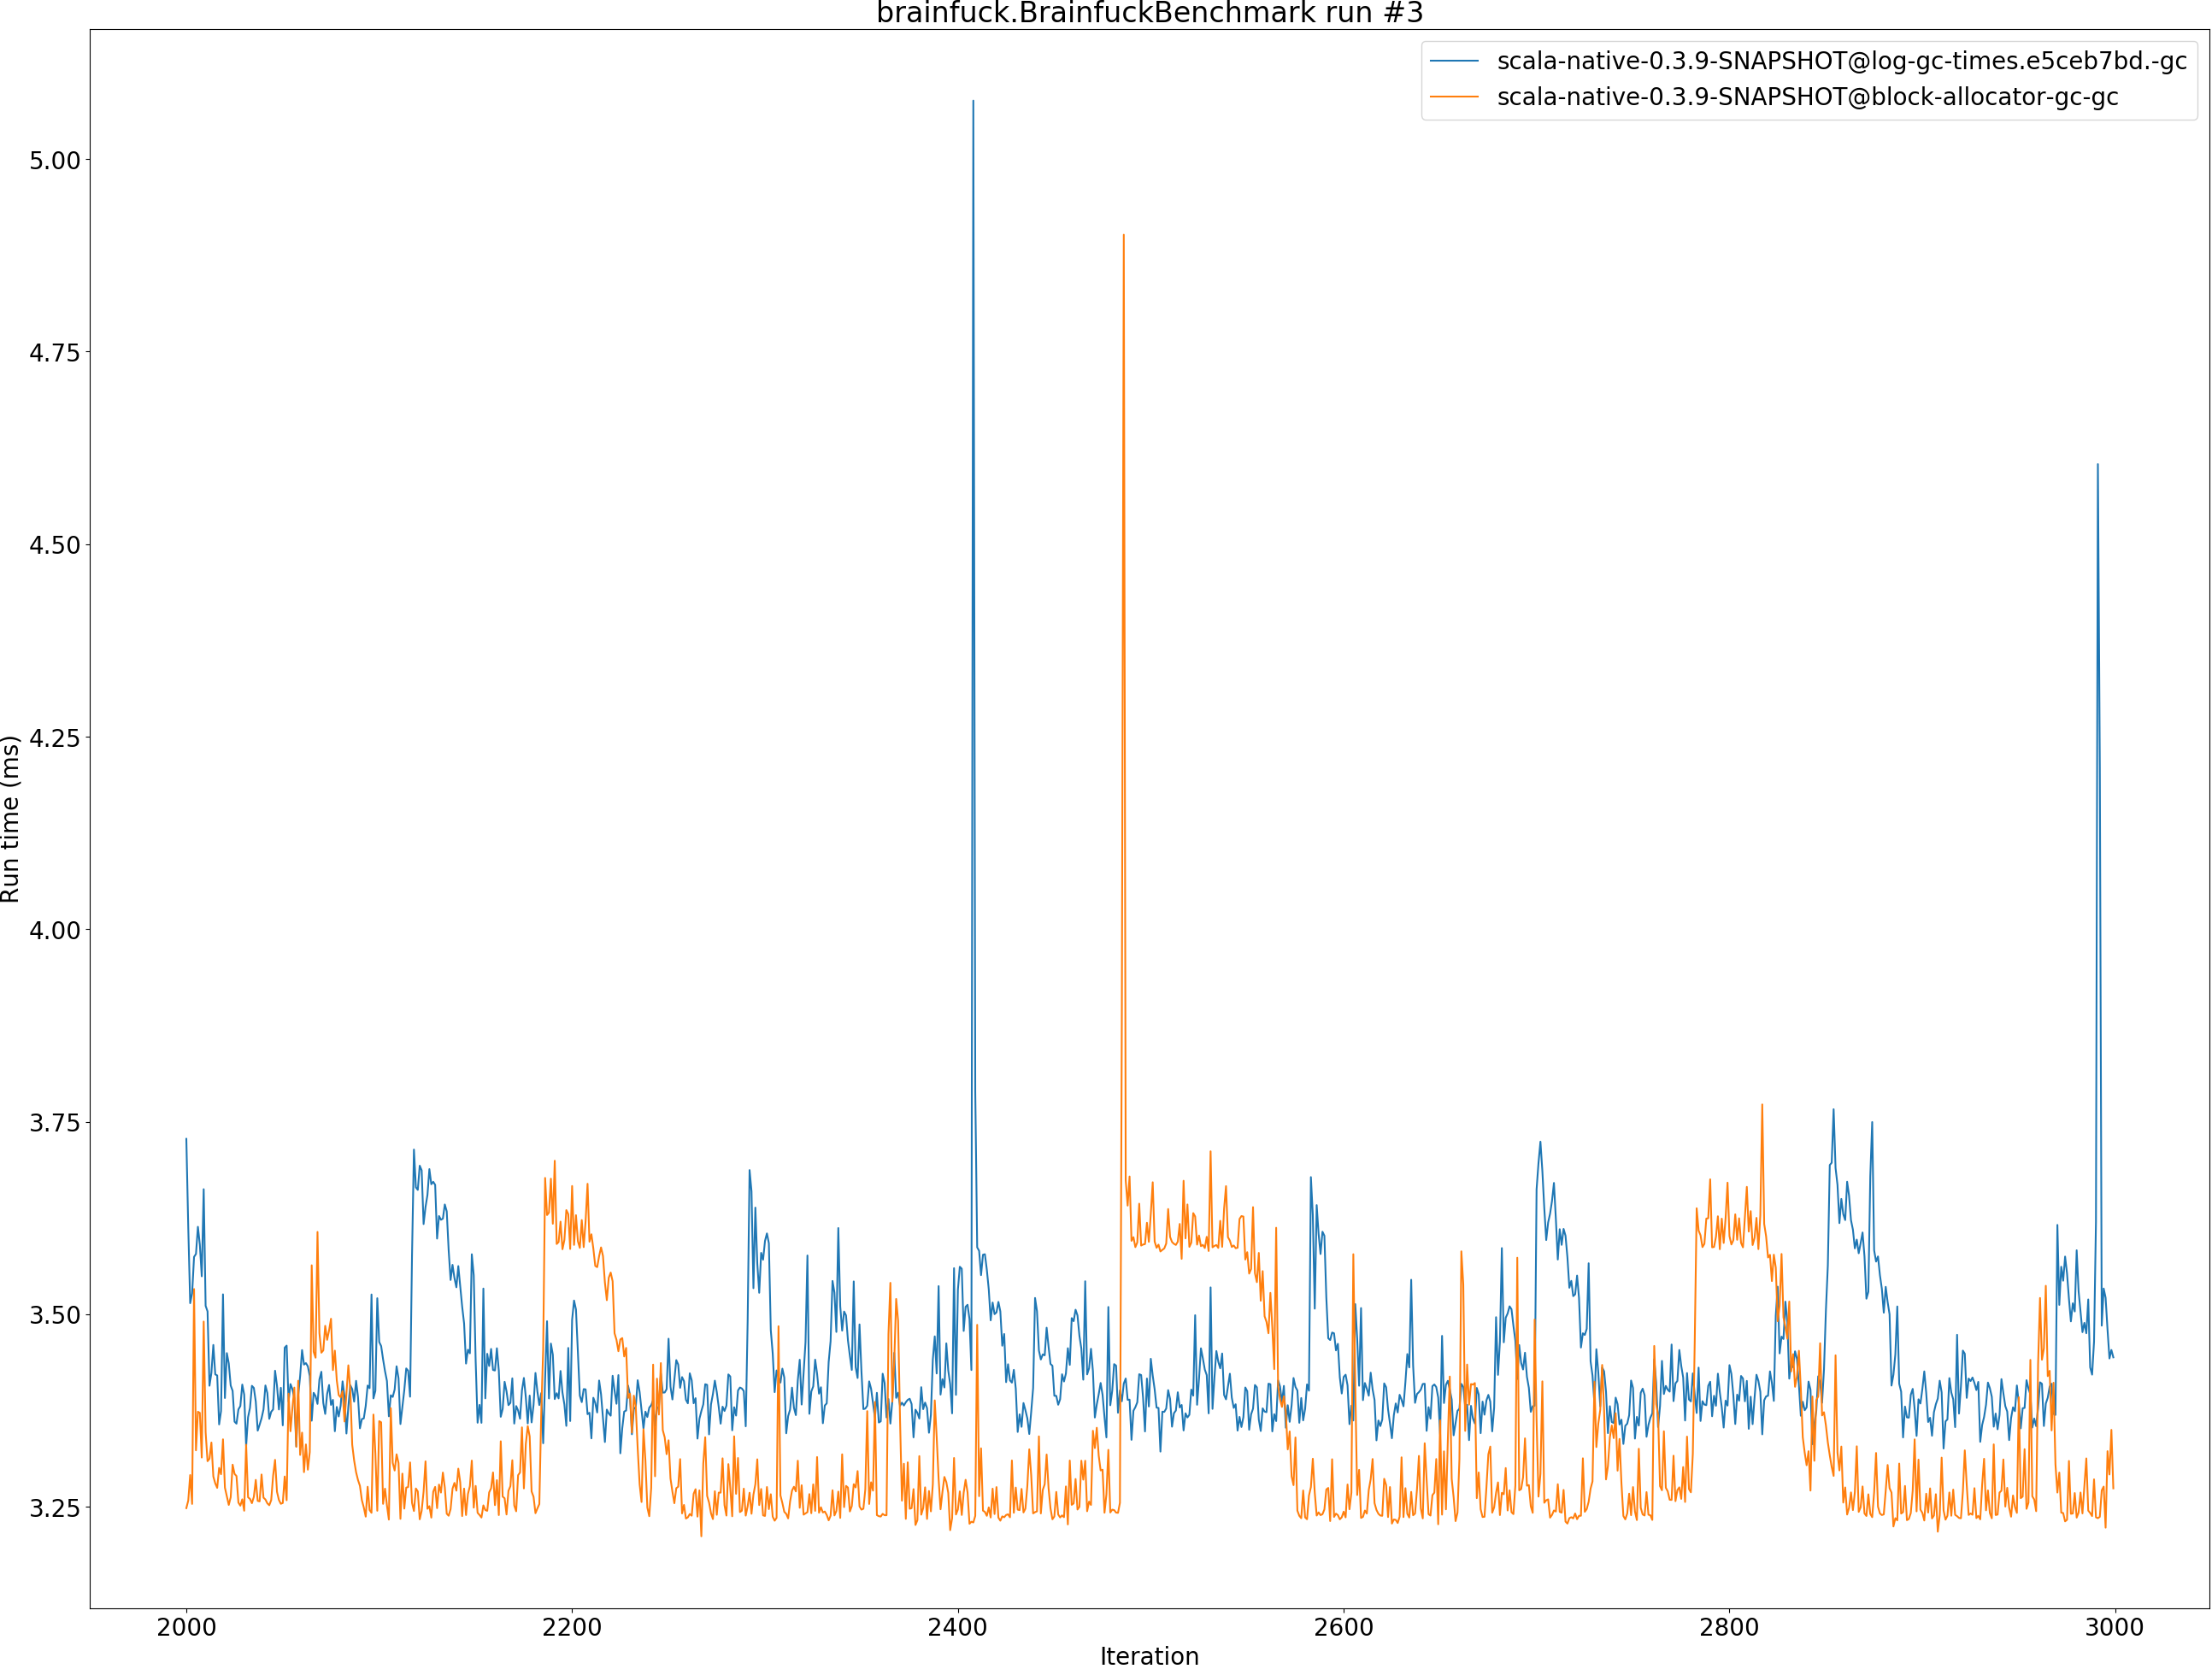 brainfuck.BrainfuckBenchmark run #3
scala-native-0.3.9-SNAPSHOT@log-gc-times.e5ceb7bd.-gc
scala-native-0.3.9-SNAPSHOT@block-allocator-gc-gc
5.00
4.75
4.50
4.25
4.00
3.75
3.50
3.25
Run time (ms)
2000 2200 2400 2600 2800 3000
Iteration